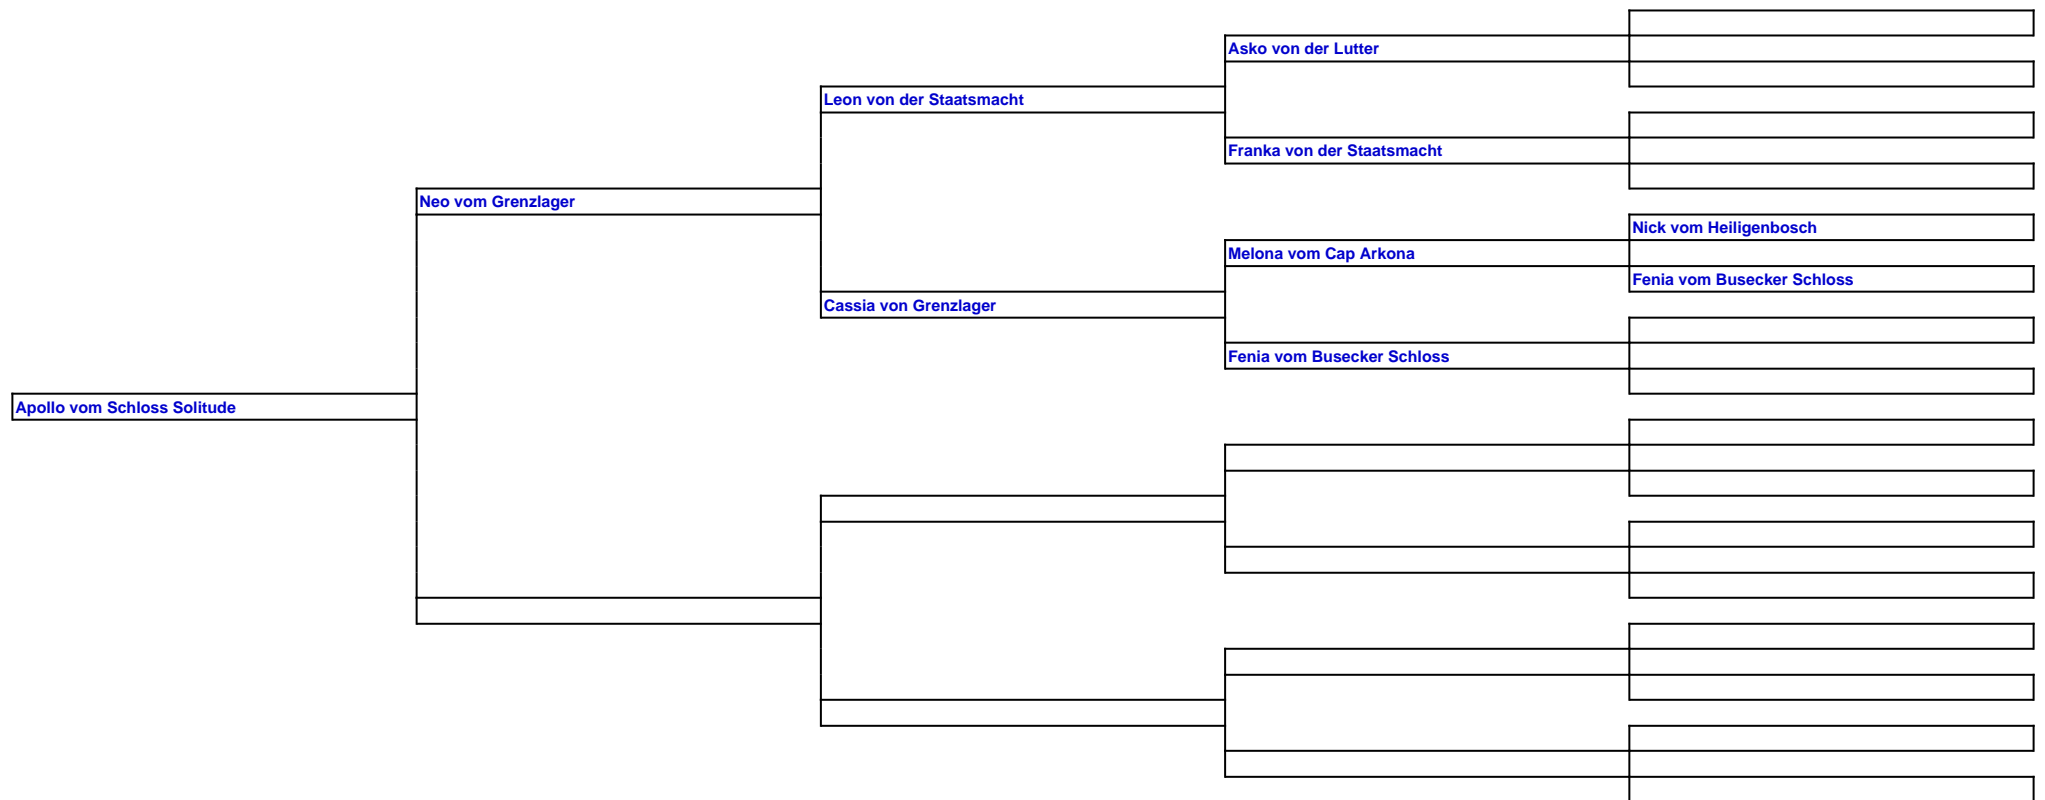 Asko von der Lutter
Leon von der Staatsmacht
Franka von der Staatsmacht
Neo vom Grenzlager
Nick vom Heiligenbosch
Melona vom Cap Arkona
Fenia vom Busecker Schloss
Cassia von Grenzlager
Fenia vom Busecker Schloss
Apollo vom Schloss Solitude